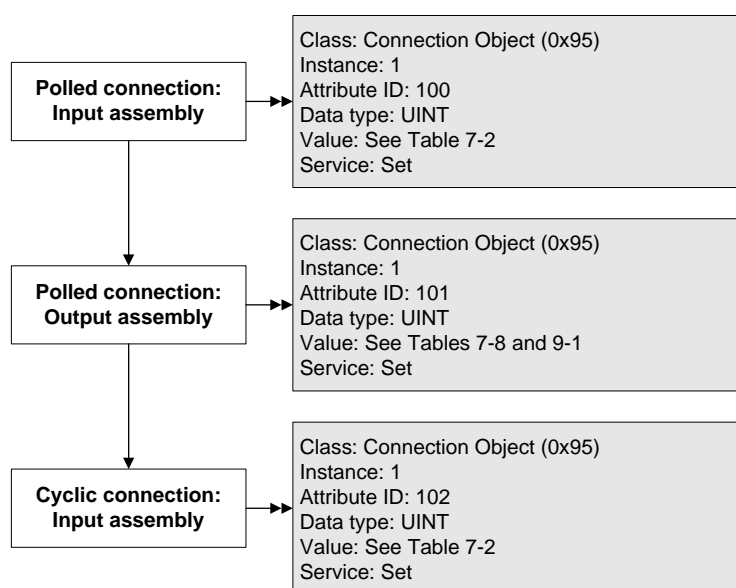 Polled connection:
Input assembly
Class: Connection Object (0x95)
Instance: 1
Attribute ID: 100
Data type: UINT
Value: See Table 7-2
Service: Set
Polled connection:
Output assembly
Class: Connection Object (0x95)
Instance: 1
Attribute ID: 101
Data type: UINT
Value: See Tables 7-8 and 9-1
Service: Set
Cyclic connection:
Input assembly
Class: Connection Object (0x95)
Instance: 1
Attribute ID: 102
Data type: UINT
Value: See Table 7-2
Service: Set